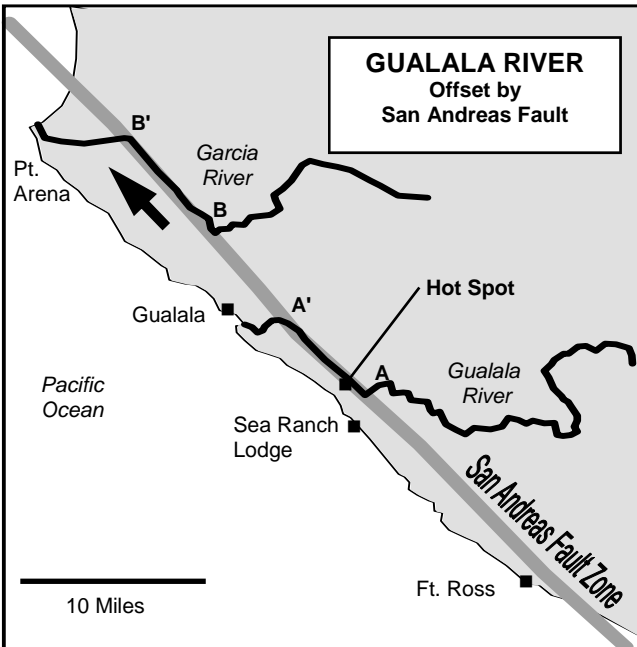 GUALALA RIVER
Offset by
San Andreas Fault
B'
Garcia
River
Pt.
Arena
B
Hot Spot
A'
Gualala
A
Gualala
River
Pacific
Ocean
Sea Ranch
Lodge
San Andreas Fault Zone
Ft. Ross
10 Miles